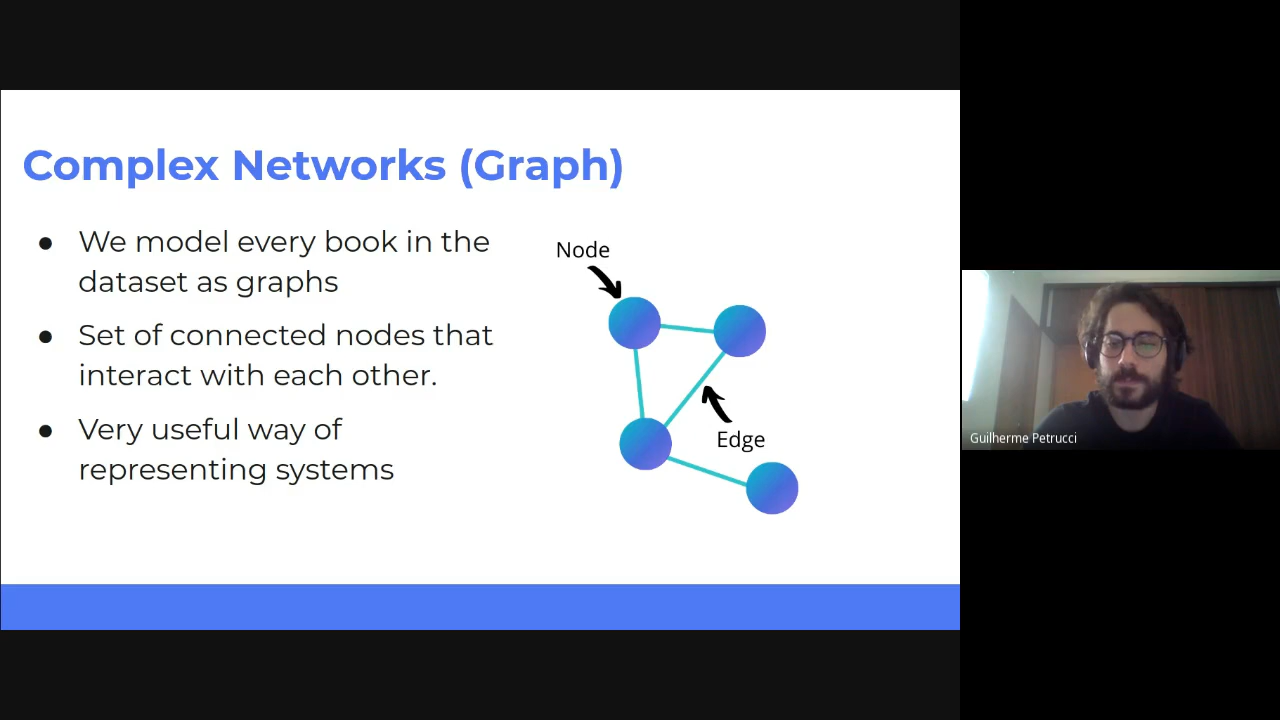 Complex Networks (Graph)
● We model every book in the
dataset as graphs
● Set of connected nodes that
interact with each other.
● Very useful way of
representing systems
Node
Edge
Guilherme Petrucci